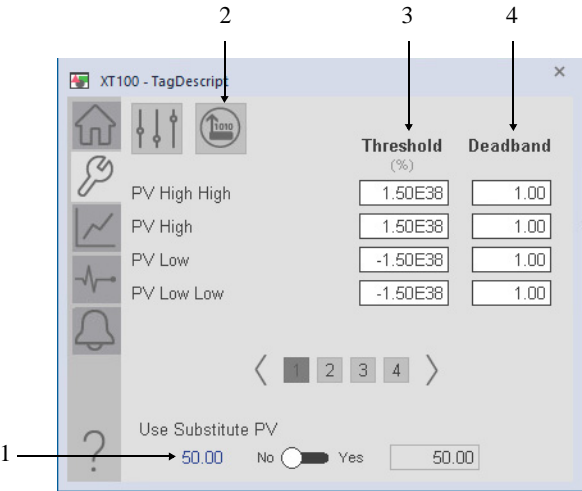 2 3 4
XT100 - TagDescript
1010
Threshold Deadband
(%)
PV High High 1.50E38 1.00
PV High 1.50E38 1.00
PV Low -1.50E38 1.00
PV Low Low -1.50E38 1.00
1 2 3 4
Use Substitute PV
1 50.00 No Yes 50.00
?